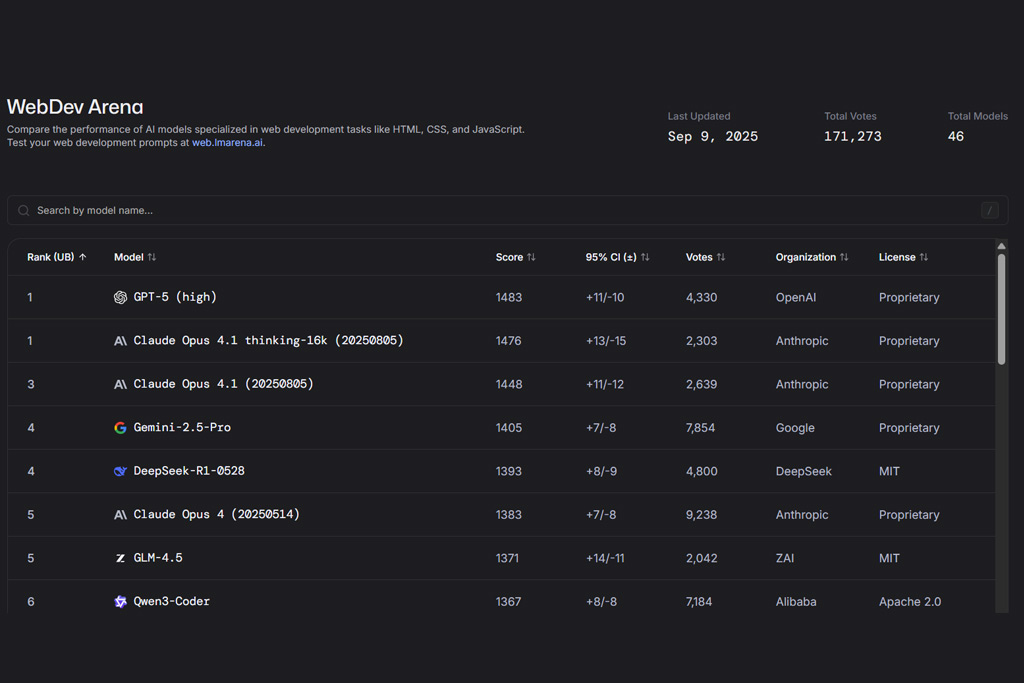 WebDev Arena
Compare the performance of AI models specialized in web development tasks like HTML, CSS, and JavaScript.
Test your web development prompts at web.lmarena.ai.
Last Updated Total Votes Total Models
Sep 9, 2025 171,273 46
Search by model name... /
Rank (UB) ↑ Model ↑↓ Score ↑↓ 95% CI (±) ↑↓ Votes ↑↓ Organization ↑↓ License ↑↓
1 GPT-5 (high) 1483 +11/-10 4,330 OpenAI Proprietary
1 Claude Opus 4.1 thinking-16k (20250805) 1476 +13/-15 2,303 Anthropic Proprietary
3 Claude Opus 4.1 (20250805) 1448 +11/-12 2,639 Anthropic Proprietary
4 Gemini-2.5-Pro 1405 +7/-8 7,854 Google Proprietary
4 DeepSeek-R1-0528 1393 +8/-9 4,800 DeepSeek MIT
5 Claude Opus 4 (20250514) 1383 +7/-8 9,238 Anthropic Proprietary
5 GLM-4.5 1371 +14/-11 2,042 ZAI MIT
6 Qwen3-Coder 1367 +8/-8 7,184 Alibaba Apache 2.0